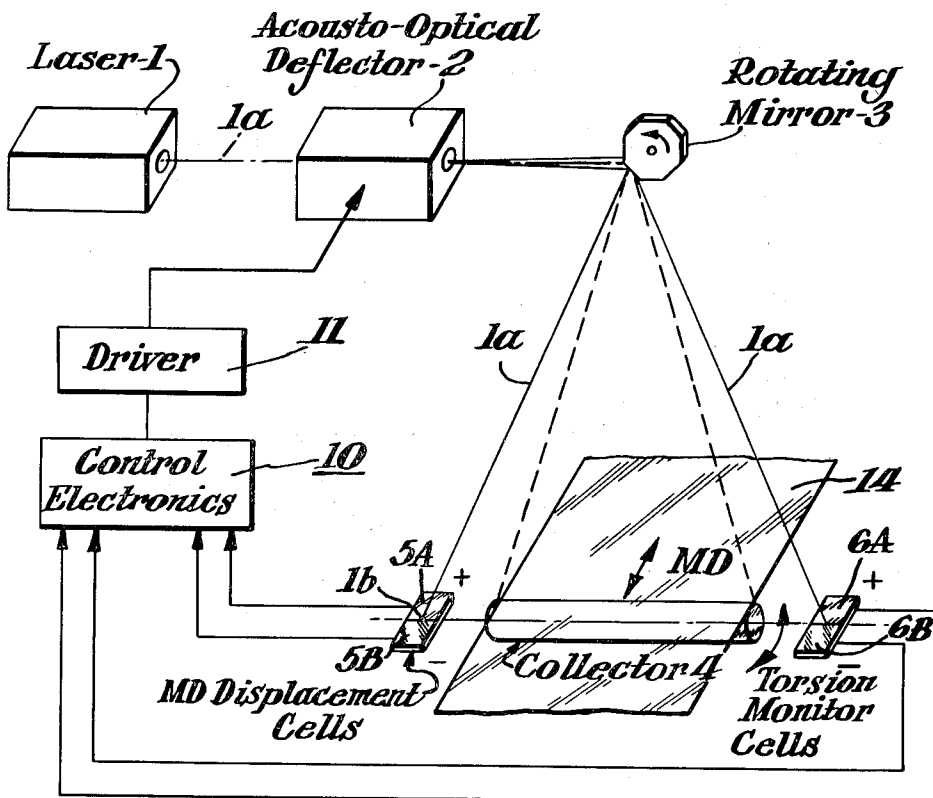 Laser-1
Acousto-Optical
Deflector-2
Rotating
Mirror-3
1a
1a
1a
Driver
11
Control
Electronics
10
14
MD
5A
1b
+
5B
-
MD Displacement
Cells
Collector 4
6A
+
6B
-
Torsion
Monitor
Cells